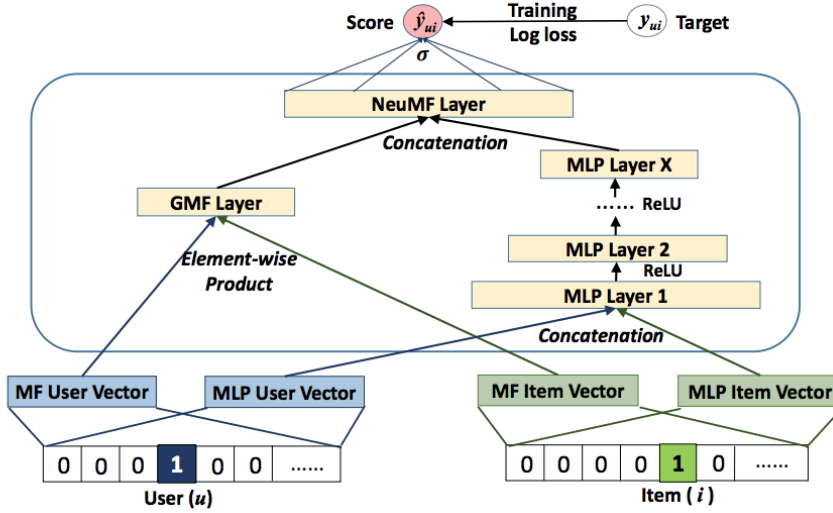 Score ŷui Training yui Target
Log loss
σ
NeuMF Layer
Concatenation
MLP Layer X
GMF Layer
...... ReLU
Element-wise
Product
MLP Layer 2
ReLU
MLP Layer 1
Concatenation
MF User Vector MLP User Vector MF Item Vector MLP Item Vector
0 0 0 1 0 0 ...... 0 0 0 0 1 0 ......
User (u) Item ( i )